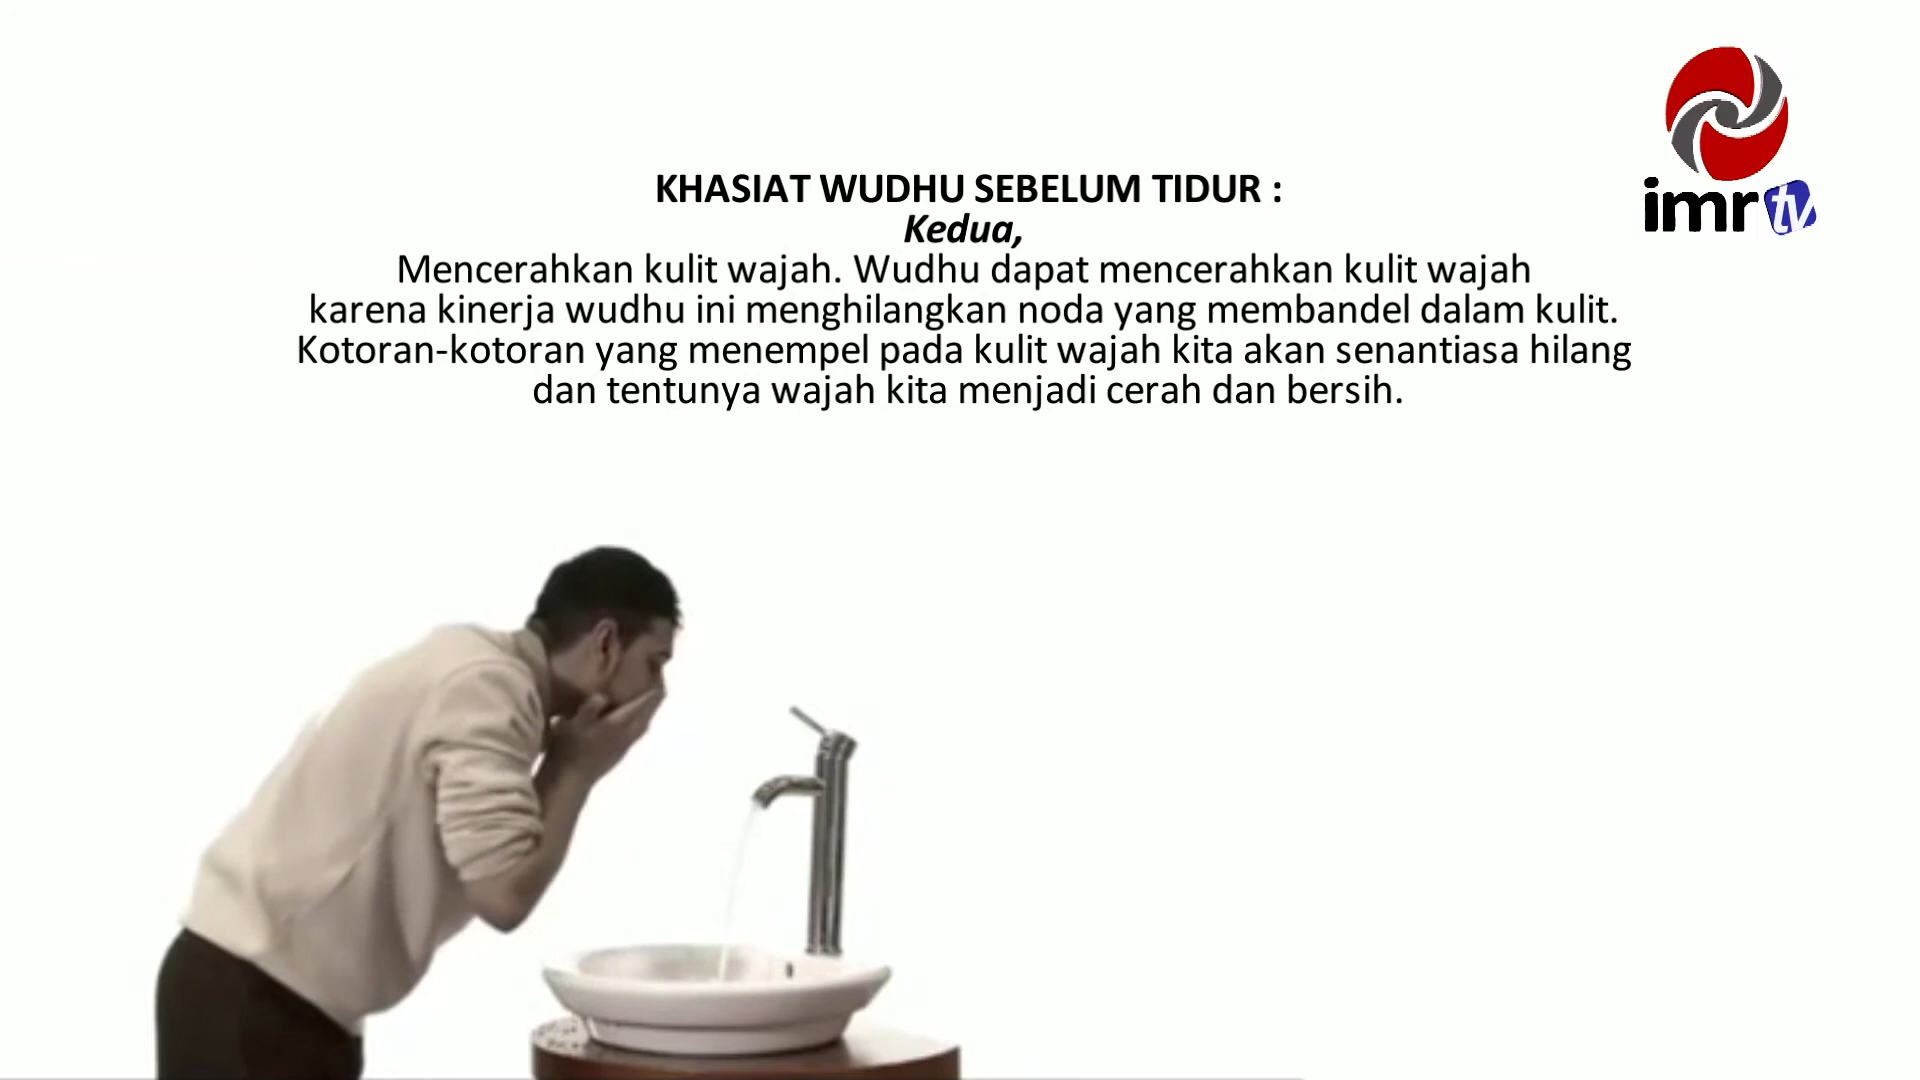 KHASIAT WUDHU SEBELUM TIDUR :
Kedua,
Mencerahkan kulit wajah. Wudhu dapat mencerahkan kulit wajah
karena kinerja wudhu ini menghilangkan noda yang membandel dalam kulit.
Kotoran-kotoran yang menempel pada kulit wajah kita akan senantiasa hilang
dan tentunya wajah kita menjadi cerah dan bersih.
imr tv